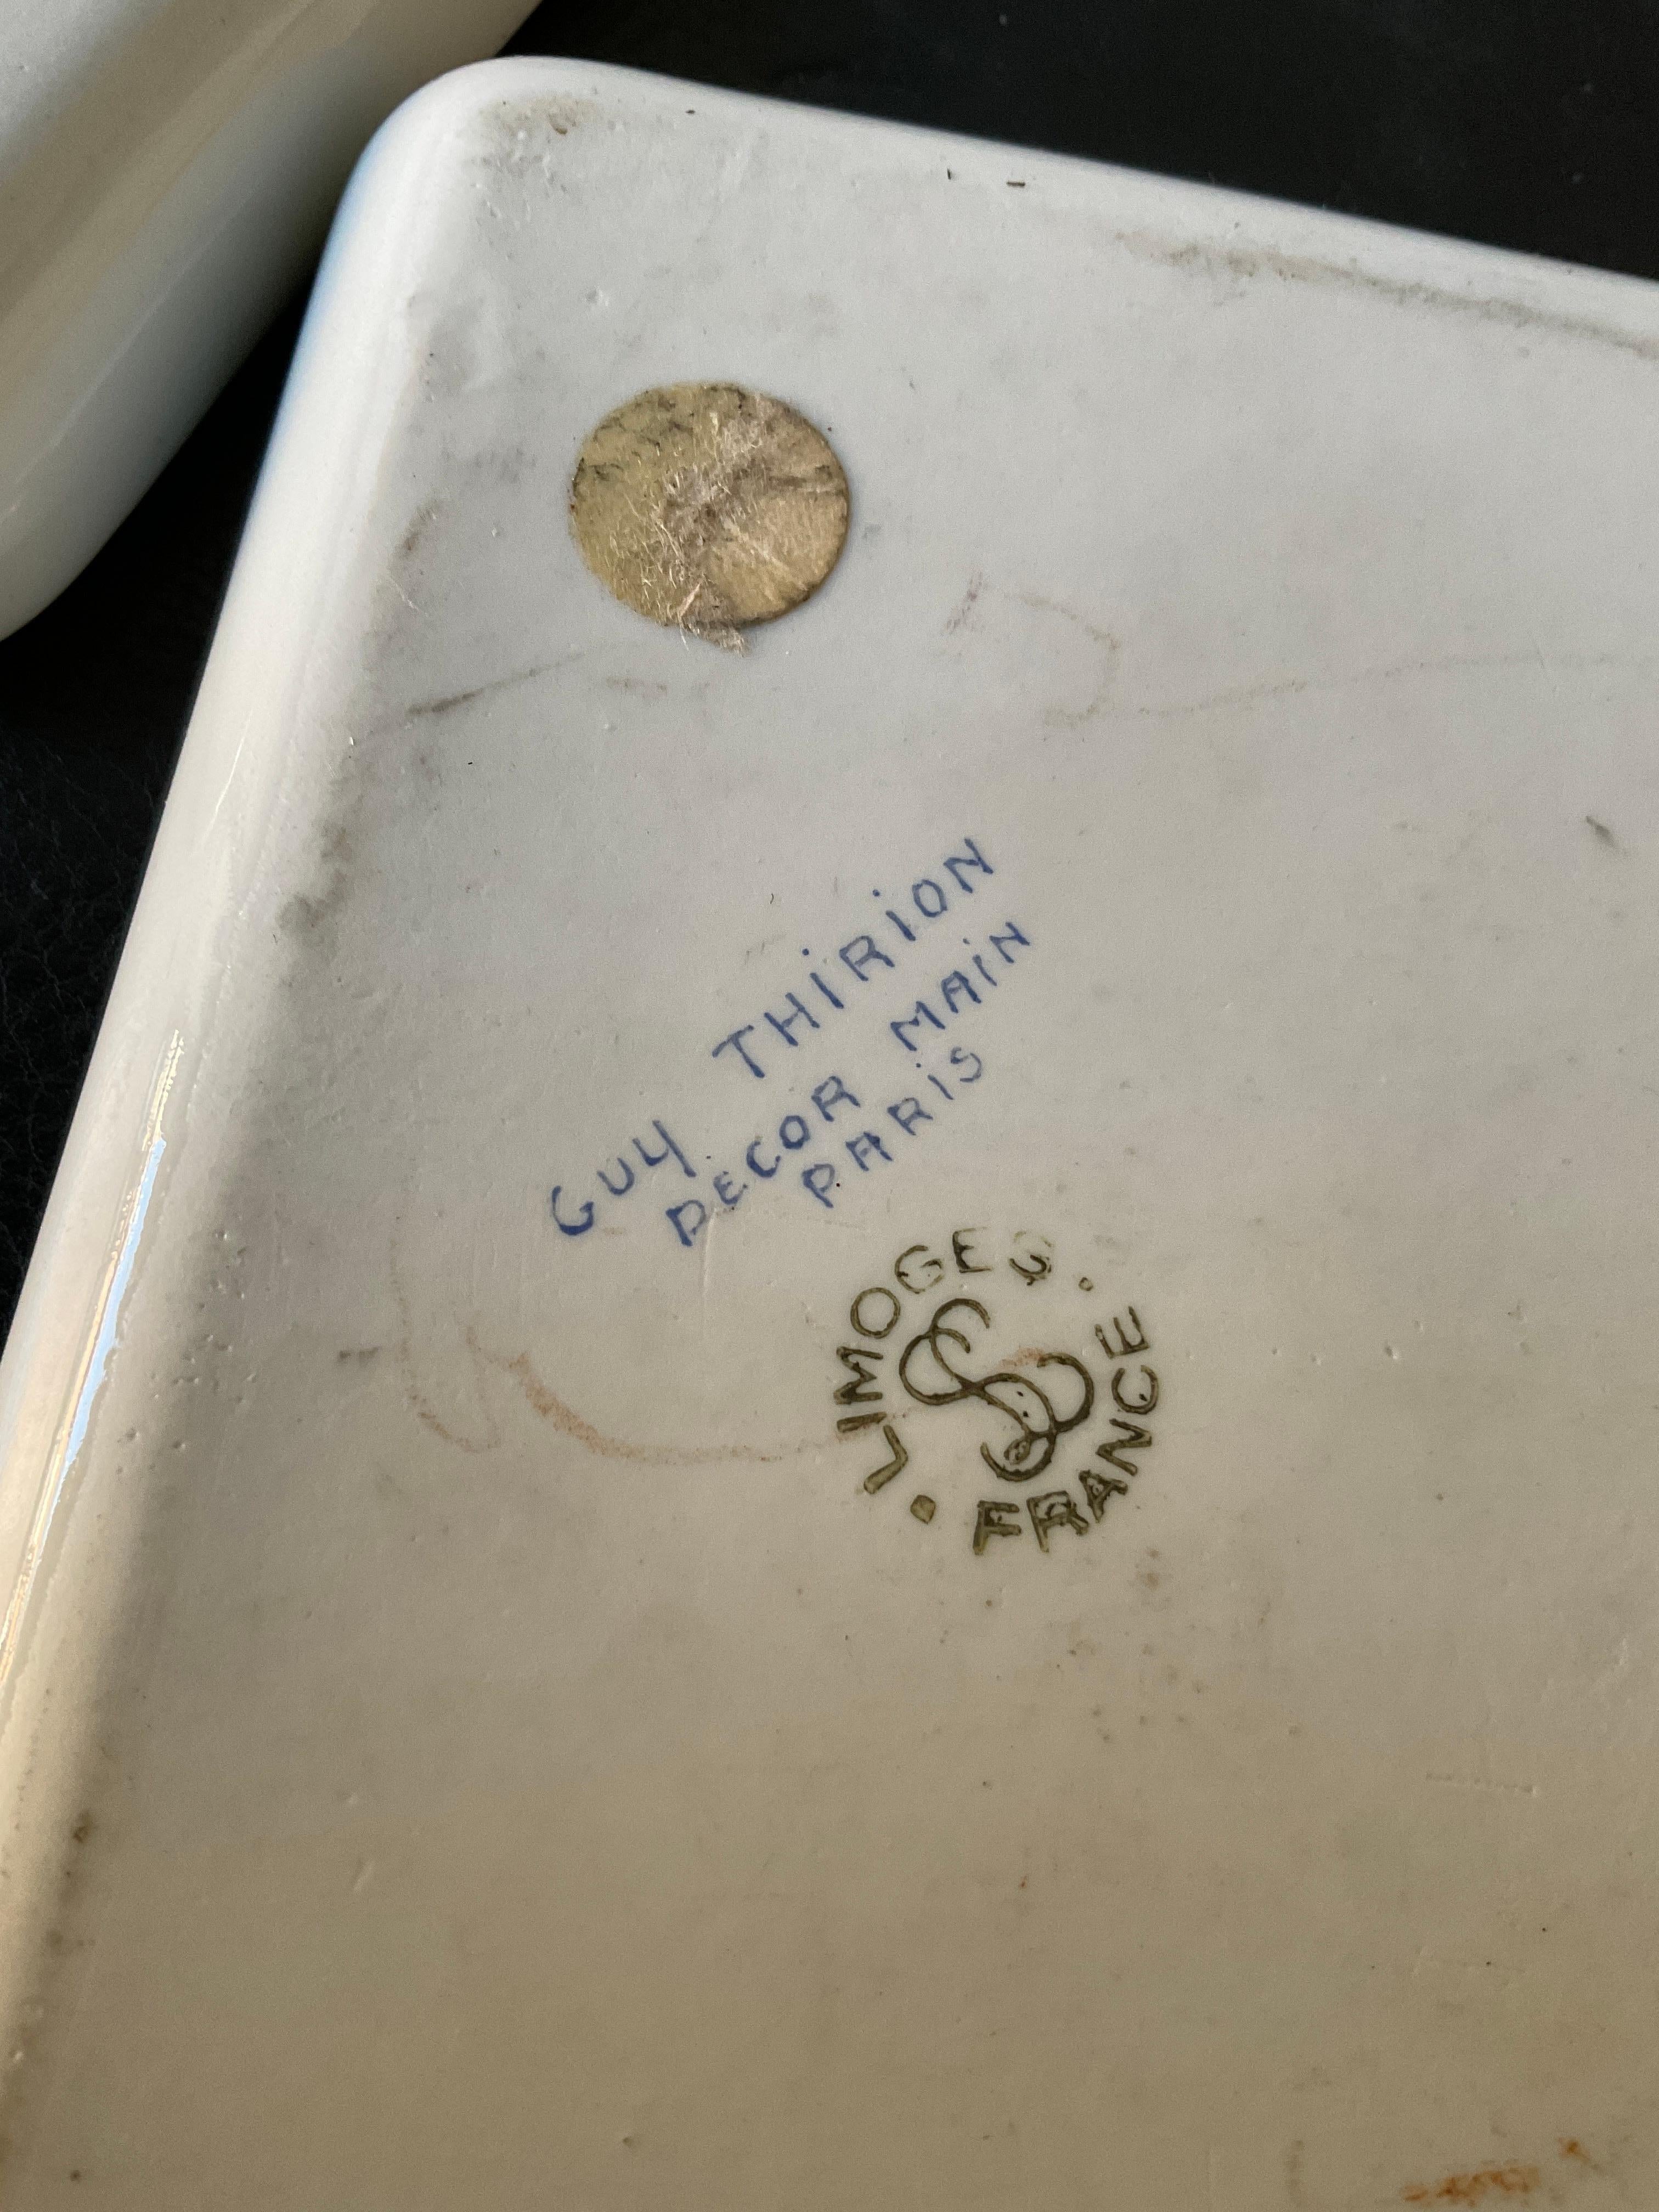 GUY THiRiON
DECOR MAiN
PARiS
LIMOGES . FRANCE .